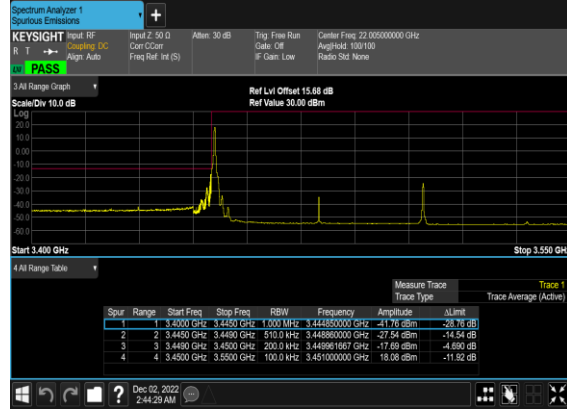 Spectrum Analyzer 1
Spurious Emissions
+
KEYSIGHT Input: RF Input Z: 50 Ω Atten: 30 dB Trig: Free Run Center Freq: 22.005000000 GHz
R T Coupling: DC Corr CCorr Gate: Off Avg|Hold: 100/100
Align: Auto Freq Ref: Int (S) IF Gain: Low Radio Std: None
PASS
3 All Range Graph
Ref Lvl Offset 15.68 dB
Scale/Div 10.0 dB Ref Value 30.00 dBm
Log
20.0
10.0
0.00
-10.0
-20.0
-30.0
-40.0
-50.0
-60.0
Start 3.400 GHz Stop 3.550 GHz
4 All Range Table
Measure Trace Trace 1
Trace Type Trace Average (Active)
Spur Range Start Freq Stop Freq RBW Frequency Amplitude ΔLimit
1 1 3.4000 GHz 3.4450 GHz 1.000 MHz 3.444850000 GHz -41.76 dBm -28.76 dB
2 2 3.4450 GHz 3.4490 GHz 510.0 kHz 3.448860000 GHz -27.54 dBm -14.54 dB
3 3 3.4490 GHz 3.4500 GHz 200.0 kHz 3.449961667 GHz -17.69 dBm -4.690 dB
4 4 3.4500 GHz 3.5500 GHz 100.0 kHz 3.451000000 GHz 18.08 dBm -11.92 dB
? Dec 02, 2022
2:44:29 AM